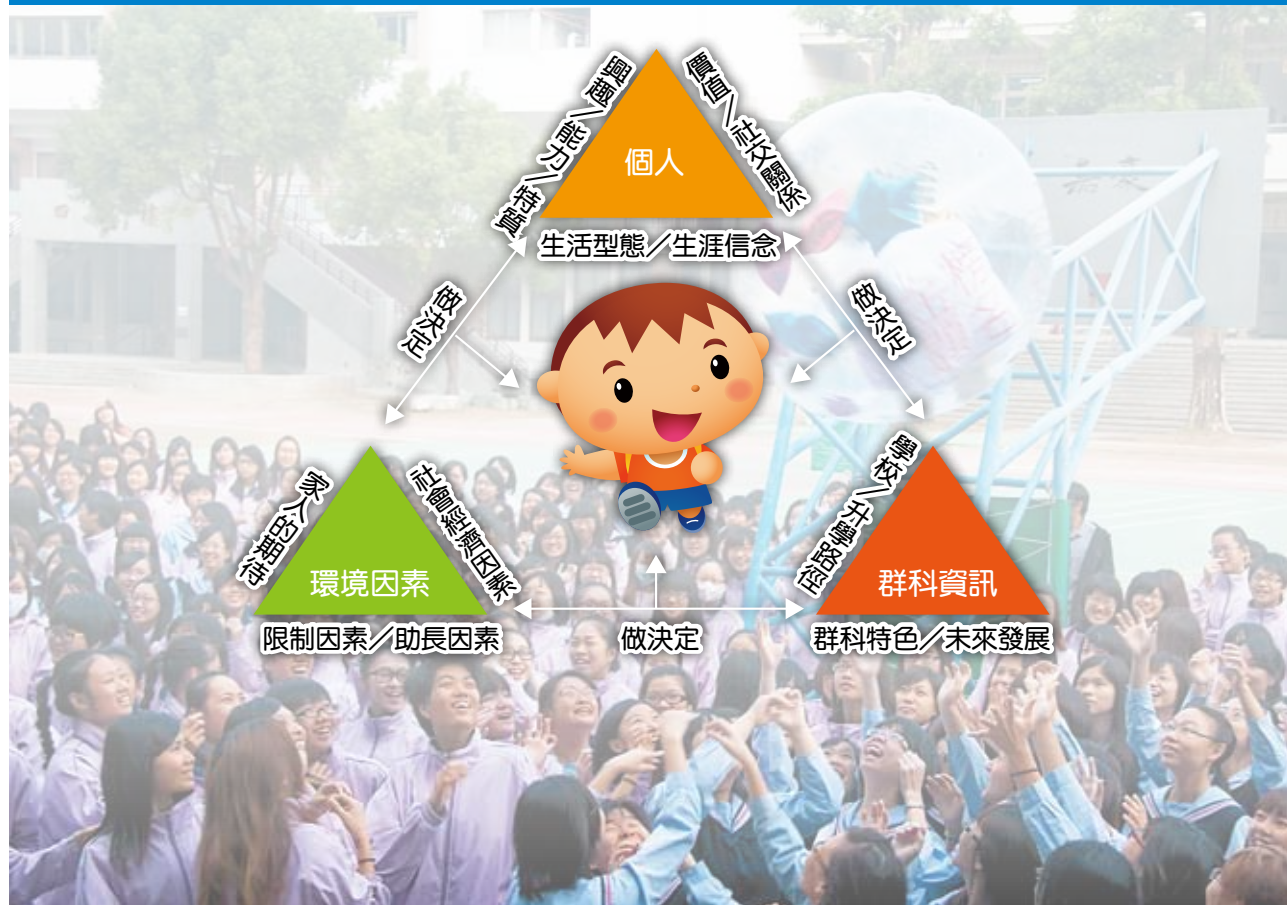 興趣／能力／特質
價值／社交關係
個人
生活型態／生涯信念
做決定
做決定
家人的期待
社會經濟因素
環境因素
限制因素／助長因素
學校／升學路徑
群科資訊
群科特色／未來發展
做決定